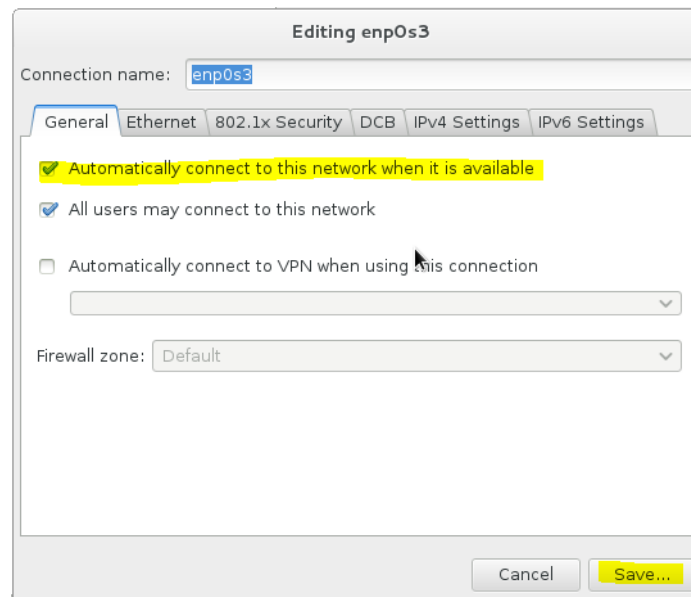 Editing enp0s3
Connection name: enp0s3
General Ethernet 802.1x Security DCB IPv4 Settings IPv6 Settings
Automatically connect to this network when it is available
All users may connect to this network
Automatically connect to VPN when using this connection
Firewall zone: Default
Cancel Save...